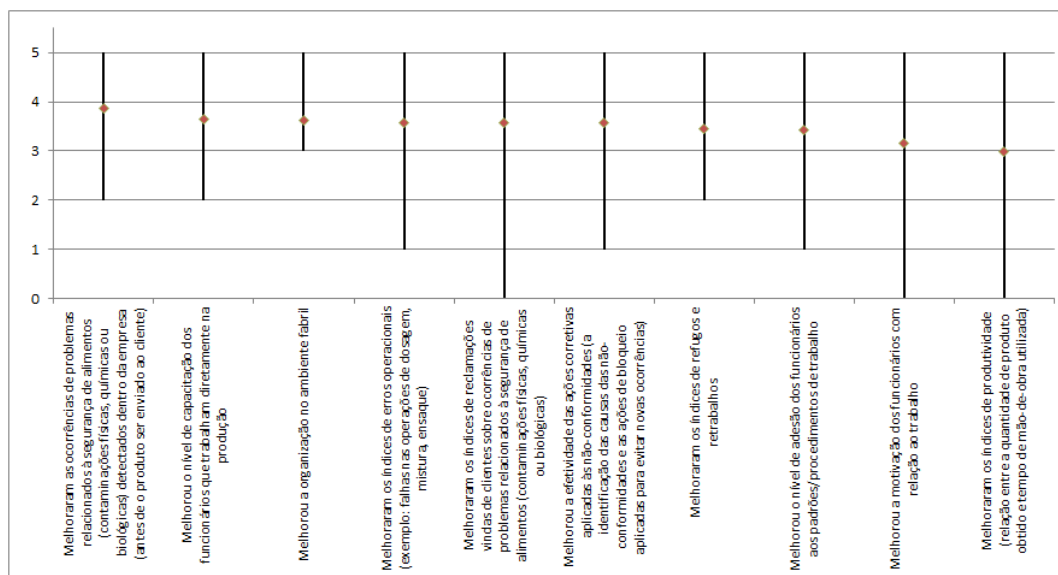 5
4
3
2
1
0
Melhoraram as ocorrências de problemas
relacionados à segurança de alimentos
(contaminações físicas, químicas ou
biológicas) detectados dentro da empresa
(antes de o produto ser enviado ao cliente)
Melhorou o nível de capacitação dos
funcionários que trabalham diretamente na
produção
Melhorou a organização no ambiente fabril
Melhoraram os índices de erros operacionais
(exemplo: falhas nas operações de dosagem,
mistura, ensaque)
Melhoraram os índices de reclamações
vindas de clientes sobre ocorrências de
problemas relacionados à segurança de
alimentos (contaminações físicas, químicas
ou biológicas)
Melhorou a efetividade das ações corretivas
aplicadas às não-conformidades (a
identificação das causas das não-
conformidades e as ações de bloqueio
aplicadas para evitar novas ocorrências)
Melhoraram os índices de refugos e
retrabalhos
Melhorou o nível de adesão dos funcionários
aos padrões/procedimentos de trabalho
Melhorou a motivação dos funcionários com
relação ao trabalho
Melhoraram os índices de produtividade
(relação entre a quantidade de produto
obtido e tempo de mão-de-obra utilizada)